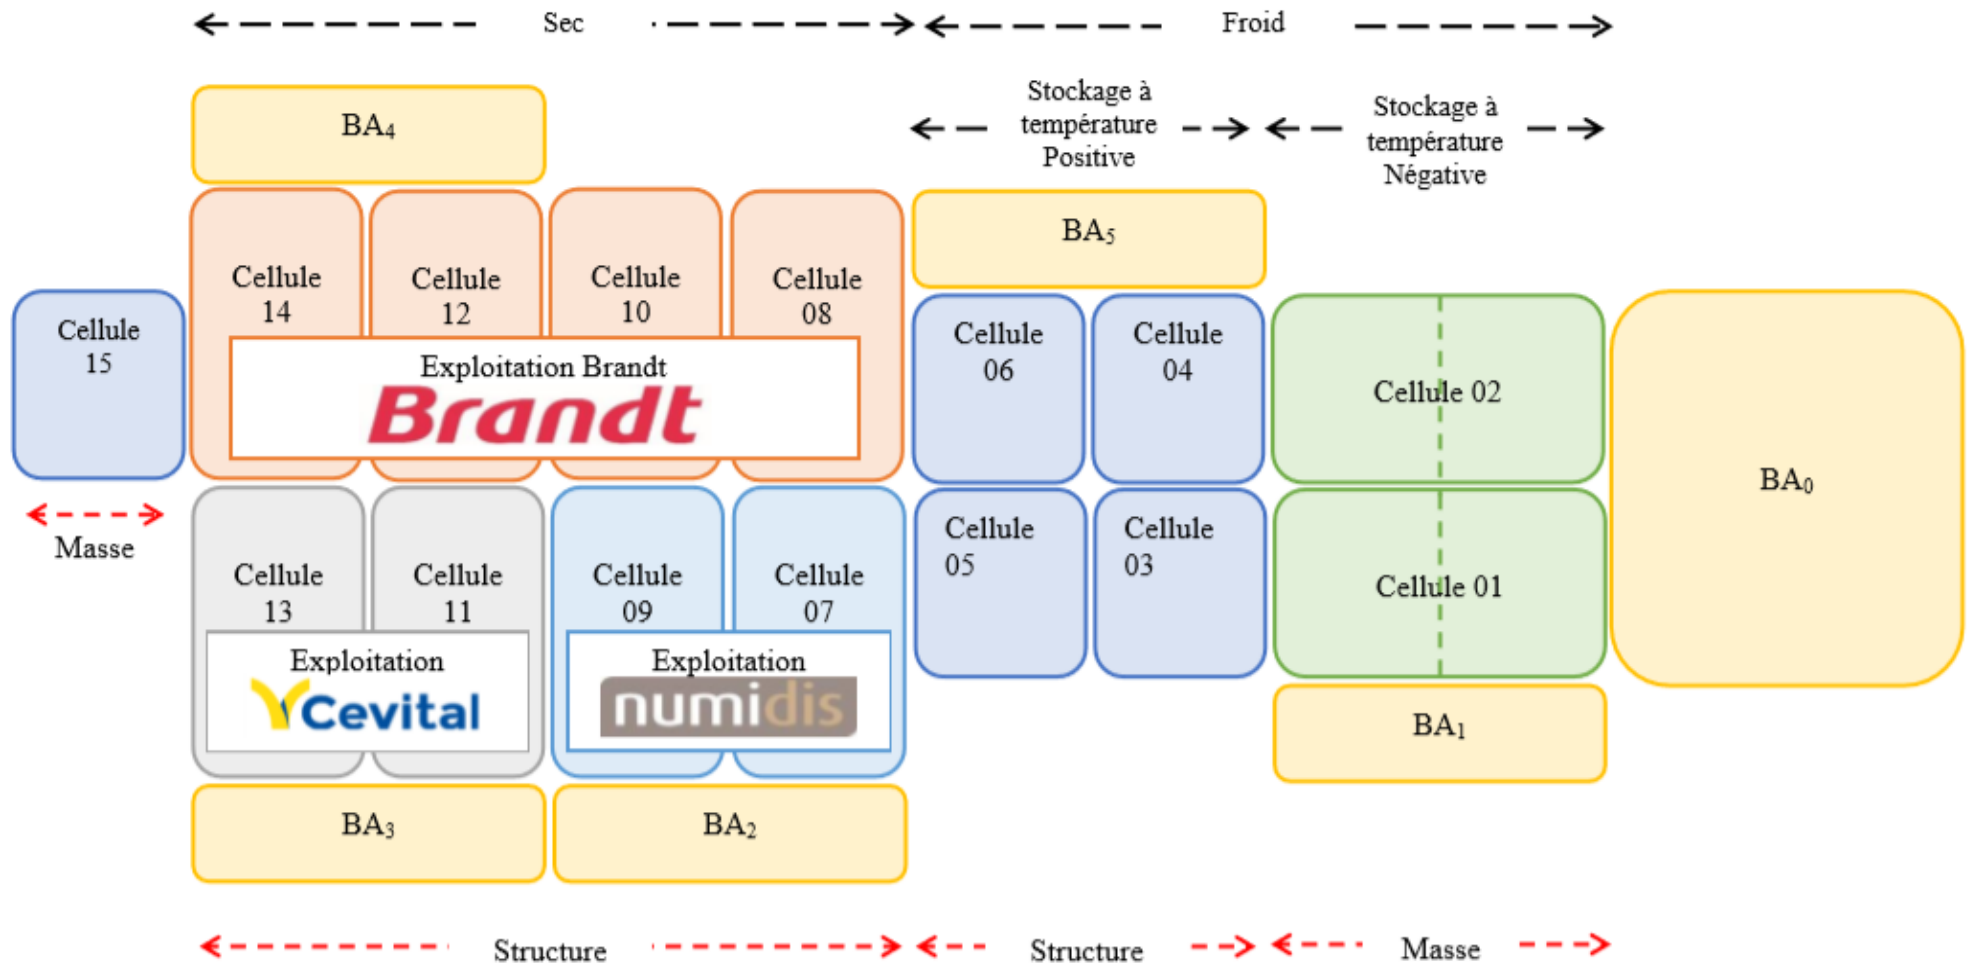 Sec
Froid
Stockage à
température
Positive
Stockage à
température
Négative
BA₄
BA₅
Cellule
14
Cellule
12
Cellule
10
Cellule
08
Cellule
15
Cellule
06
Cellule
04
Cellule 02
Exploitation Brandt
Brandt
BA₀
Masse
Cellule
13
Cellule
11
Cellule
09
Cellule
07
Cellule
05
Cellule
03
Cellule 01
Exploitation
Cevital
Exploitation
numidis
BA₁
BA₃
BA₂
Structure
Structure
Masse